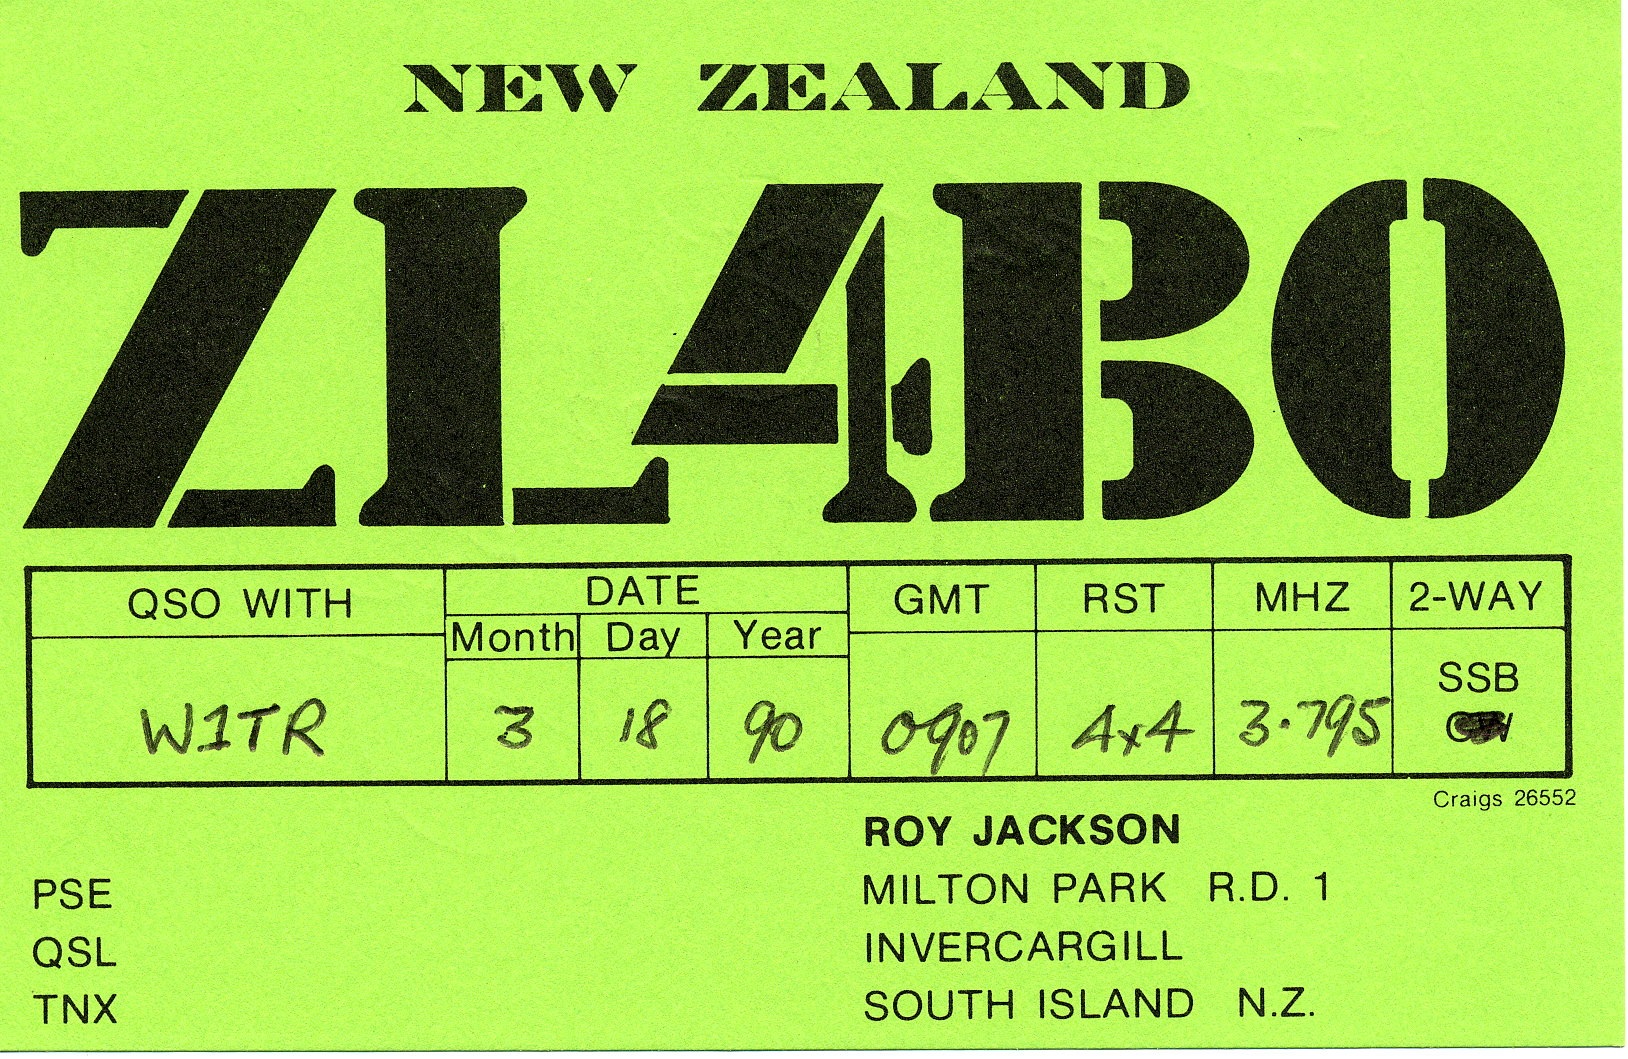 NEW ZEALAND
ZL4BO
QSO WITH DATE GMT RST MHZ 2-WAY
Month Day Year
W1TR 3 18 90 0907 4x4 3.795 SSB
CW
Craigs 26552
ROY JACKSON
PSE MILTON PARK R.D. 1
QSL INVERCARGILL
TNX SOUTH ISLAND N.Z.